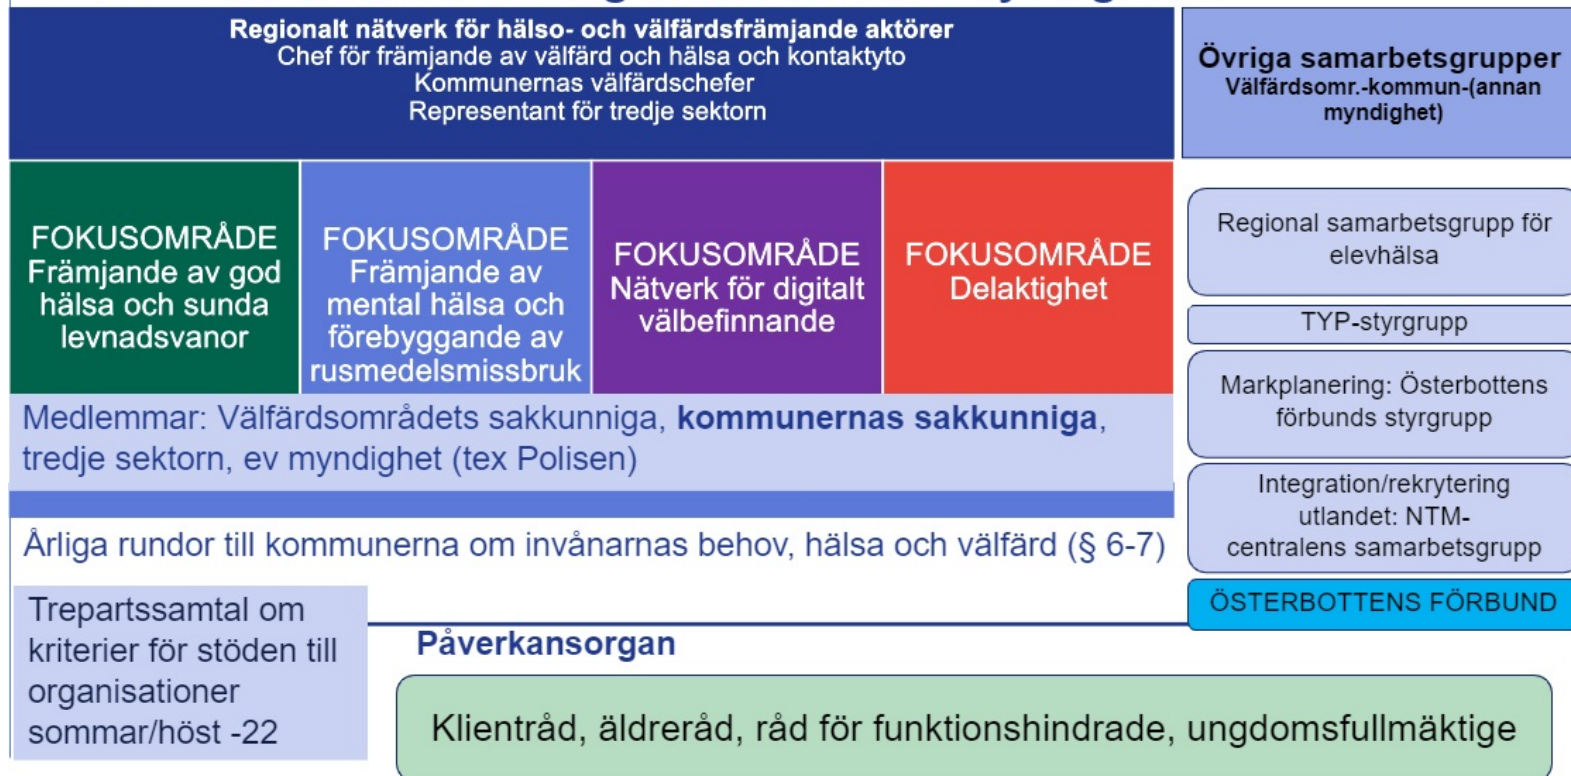 Regionalt nätverk för hälso- och välfärdsfrämjande aktörer
Chef för främjande av välfärd och hälsa och kontaktyto
Kommunernas välfärdschefer
Representant för tredje sektorn
Övriga samarbetsgrupper
Välfärdsomr.-kommun-(annan
myndighet)
FOKUSOMRÅDE
Främjande av god
hälsa och sunda
levnadsvanor
FOKUSOMRÅDE
Främjande av
mental hälsa och
förebyggande av
rusmedelsmissbruk
FOKUSOMRÅDE
Nätverk för digitalt
välbefinnande
FOKUSOMRÅDE
Delaktighet
Regional samarbetsgrupp för
elevhälsa
TYP-styrgrupp
Markplanering: Österbottens
förbunds styrgrupp
Integration/rekrytering
utlandet: NTM-
centralens samarbetsgrupp
ÖSTERBOTTENS FÖRBUND
Medlemmar: Välfärdsområdets sakkunniga, kommunernas sakkunniga,
tredje sektorn, ev myndighet (tex Polisen)
Årliga rundor till kommunerna om invånarnas behov, hälsa och välfärd (§ 6-7)
Trepartssamtal om
kriterier för stöden till
organisationer
sommar/höst -22
Påverkansorgan
Klientråd, äldreråd, råd för funktionshindrade, ungdomsfullmäktige